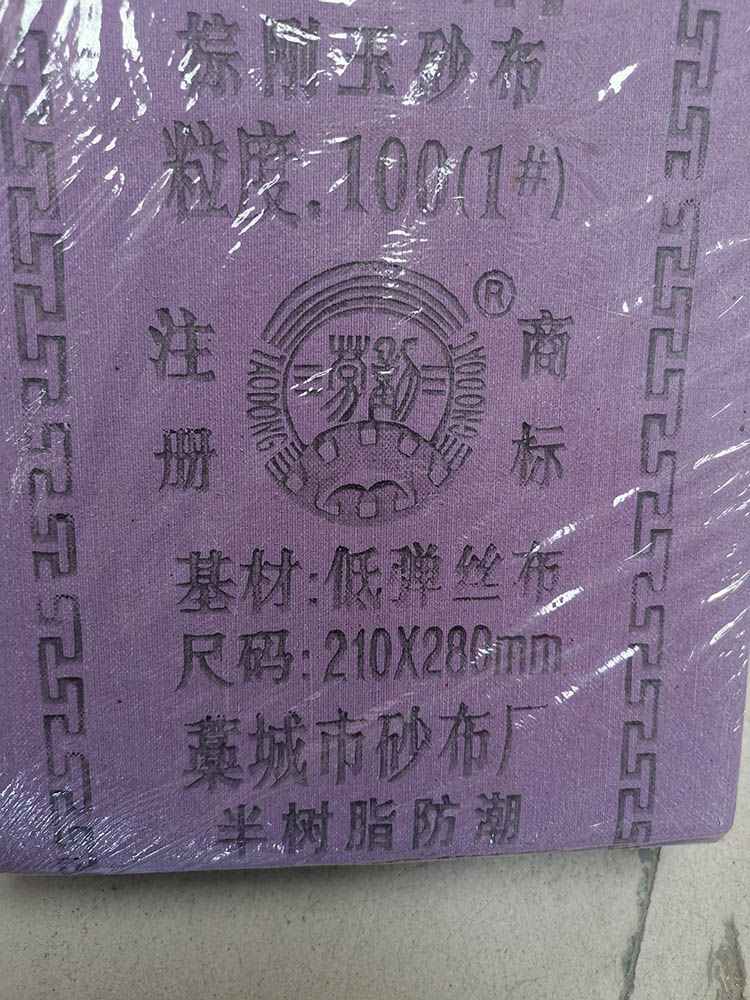 棕刚玉砂布
粒度.100(1#)
®
注册
商标
基材:低弹丝布
尺码:210X280mm
藁城市砂布厂
半树脂防潮